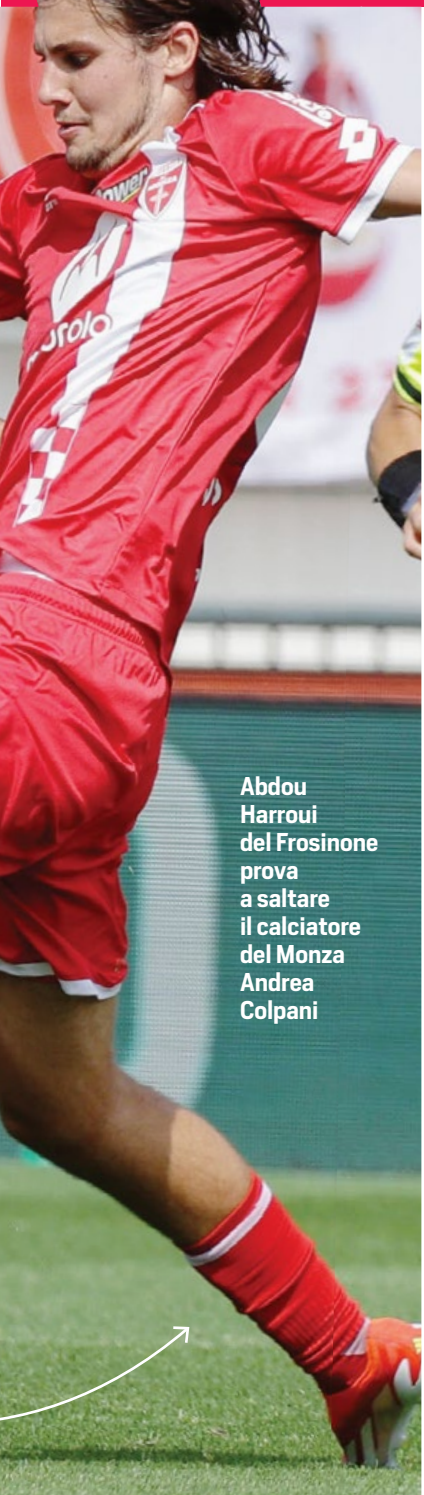 Abdou
Harroui
del Frosinone
prova
a saltare
il calciatore
del Monza
Andrea
Colpani